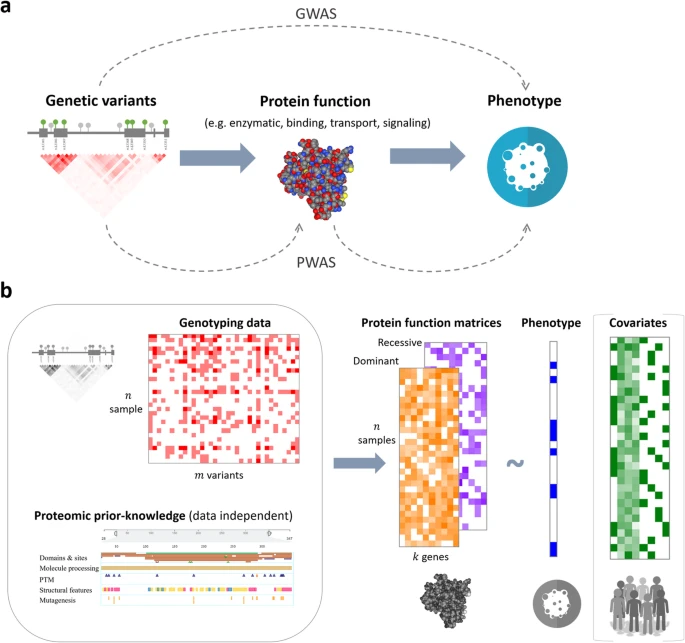 a
GWAS
Genetic variants
Protein function
Phenotype
(e.g. enzymatic, binding, transport, signaling)
PWAS
b
Genotyping data
Protein function matrices
Phenotype
Covariates
Recessive
Dominant
n
sample
n
samples
m variants
~
Proteomic prior-knowledge (data independent)
Domains & sites
Molecule processing
PTM
Structural features
Mutagenesis
k genes